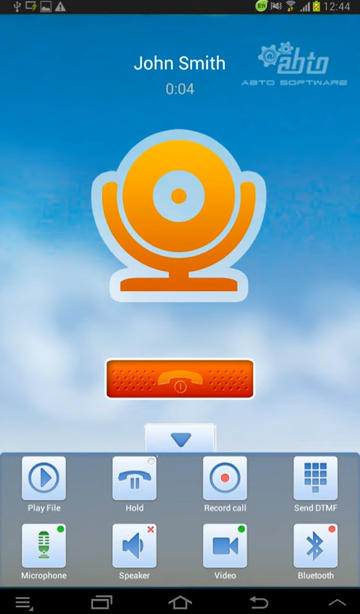 12:44
John Smith
abto
ABTO SOFTWARE
0:04
Play File
Hold
Record call
Send DTMF
Microphone
Speaker
Video
Bluetooth